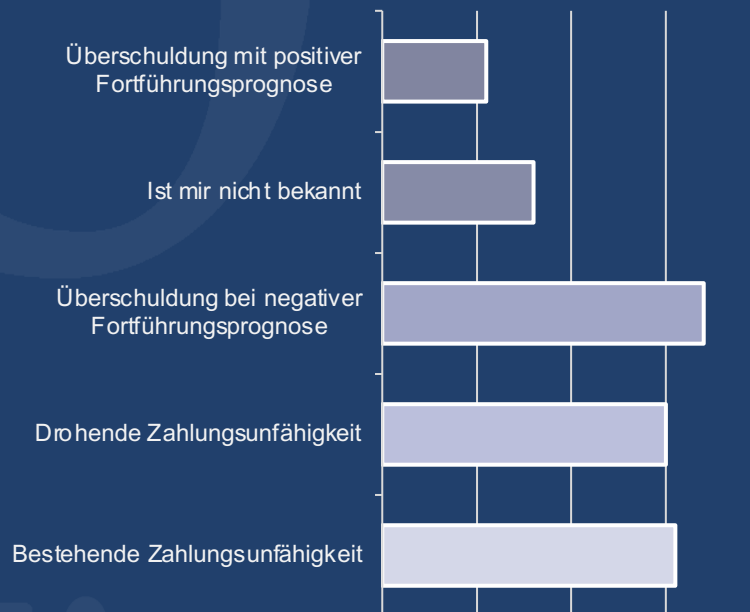 Überschuldung mit positiver
Fortführungsprognose
Ist mir nicht bekannt
Überschuldung bei negativer
Fortführungsprognose
Drohende Zahlungsunfähigkeit
Bestehende Zahlungsunfähigkeit